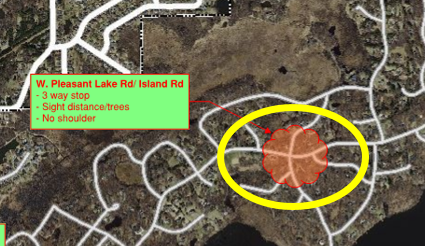 W. Pleasant Lake Rd/ Island Rd
- 3 way stop
- Sight distance/trees
- No shoulder